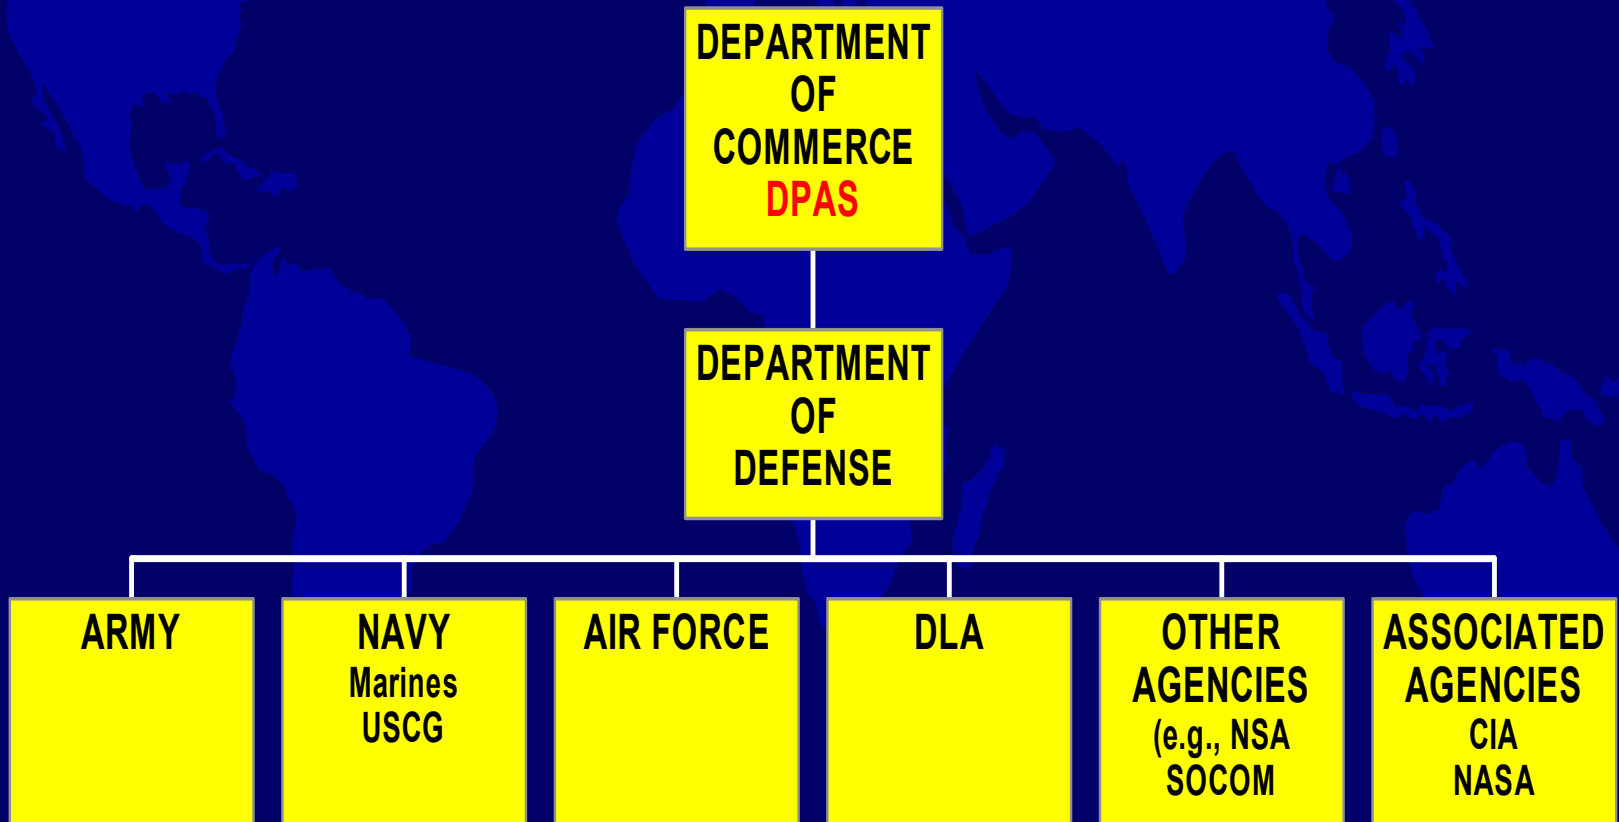 DEPARTMENT
OF
COMMERCE
DPAS
DEPARTMENT
OF
DEFENSE
ARMY
NAVY
Marines
USCG
AIR FORCE
DLA
OTHER
AGENCIES
(e.g., NSA
SOCOM
ASSOCIATED
AGENCIES
CIA
NASA